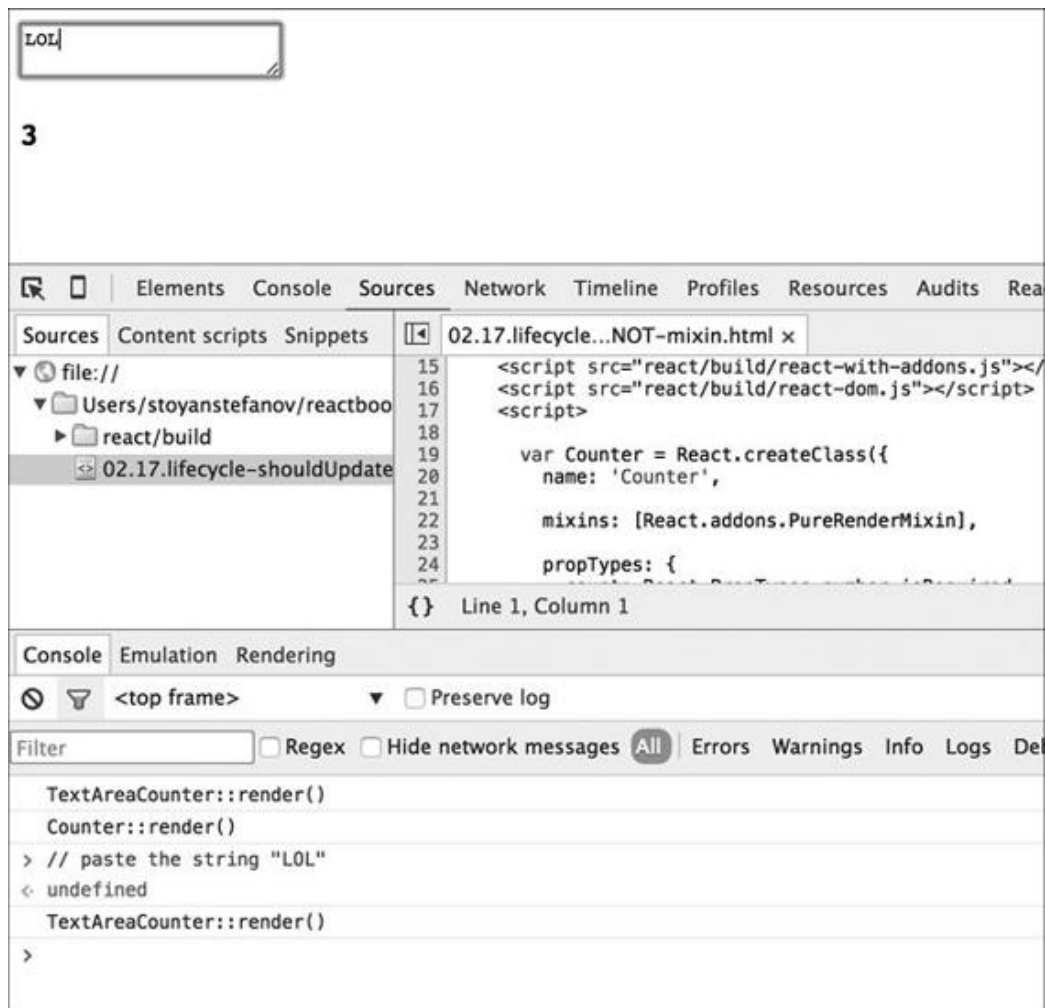 LOL
3
Elements Console Sources Network Timeline Profiles Resources Audits Rea
Sources Content scripts Snippets
02.17.lifecycle...NOT-mixin.html ×
file://
Users/stoyanstefanov/reactboo
react/build
02.17.lifecycle-shouldUpdate
15 <script src="react/build/react-with-addons.js"></
16 <script src="react/build/react-dom.js"></script>
17 <script>
18
19 var Counter = React.createClass({
20 name: 'Counter',
21
22 mixins: [React.addons.PureRenderMixin],
23
24 propTypes: {
{} Line 1, Column 1
Console Emulation Rendering
<top frame> ▼ Preserve log
Filter Regex Hide network messages All Errors Warnings Info Logs Del
TextAreaCounter::render()
Counter::render()
> // paste the string "LOL"
<· undefined
TextAreaCounter::render()
>